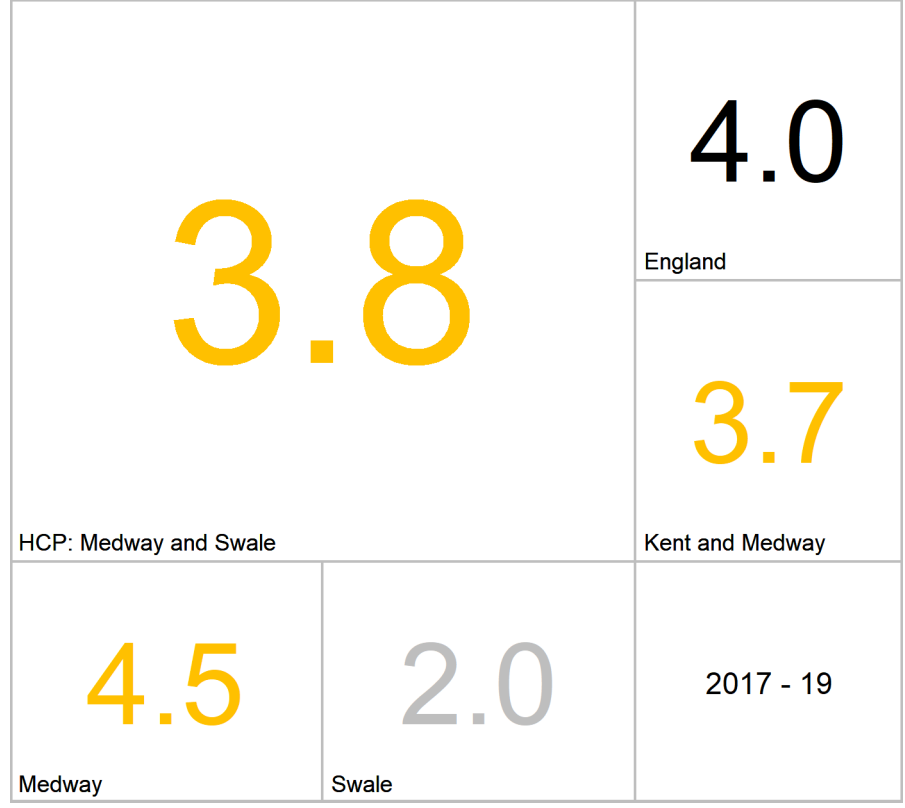 3.8
HCP: Medway and Swale
4.0
England
3.7
Kent and Medway
4.5
Medway
2.0
Swale
2017 - 19